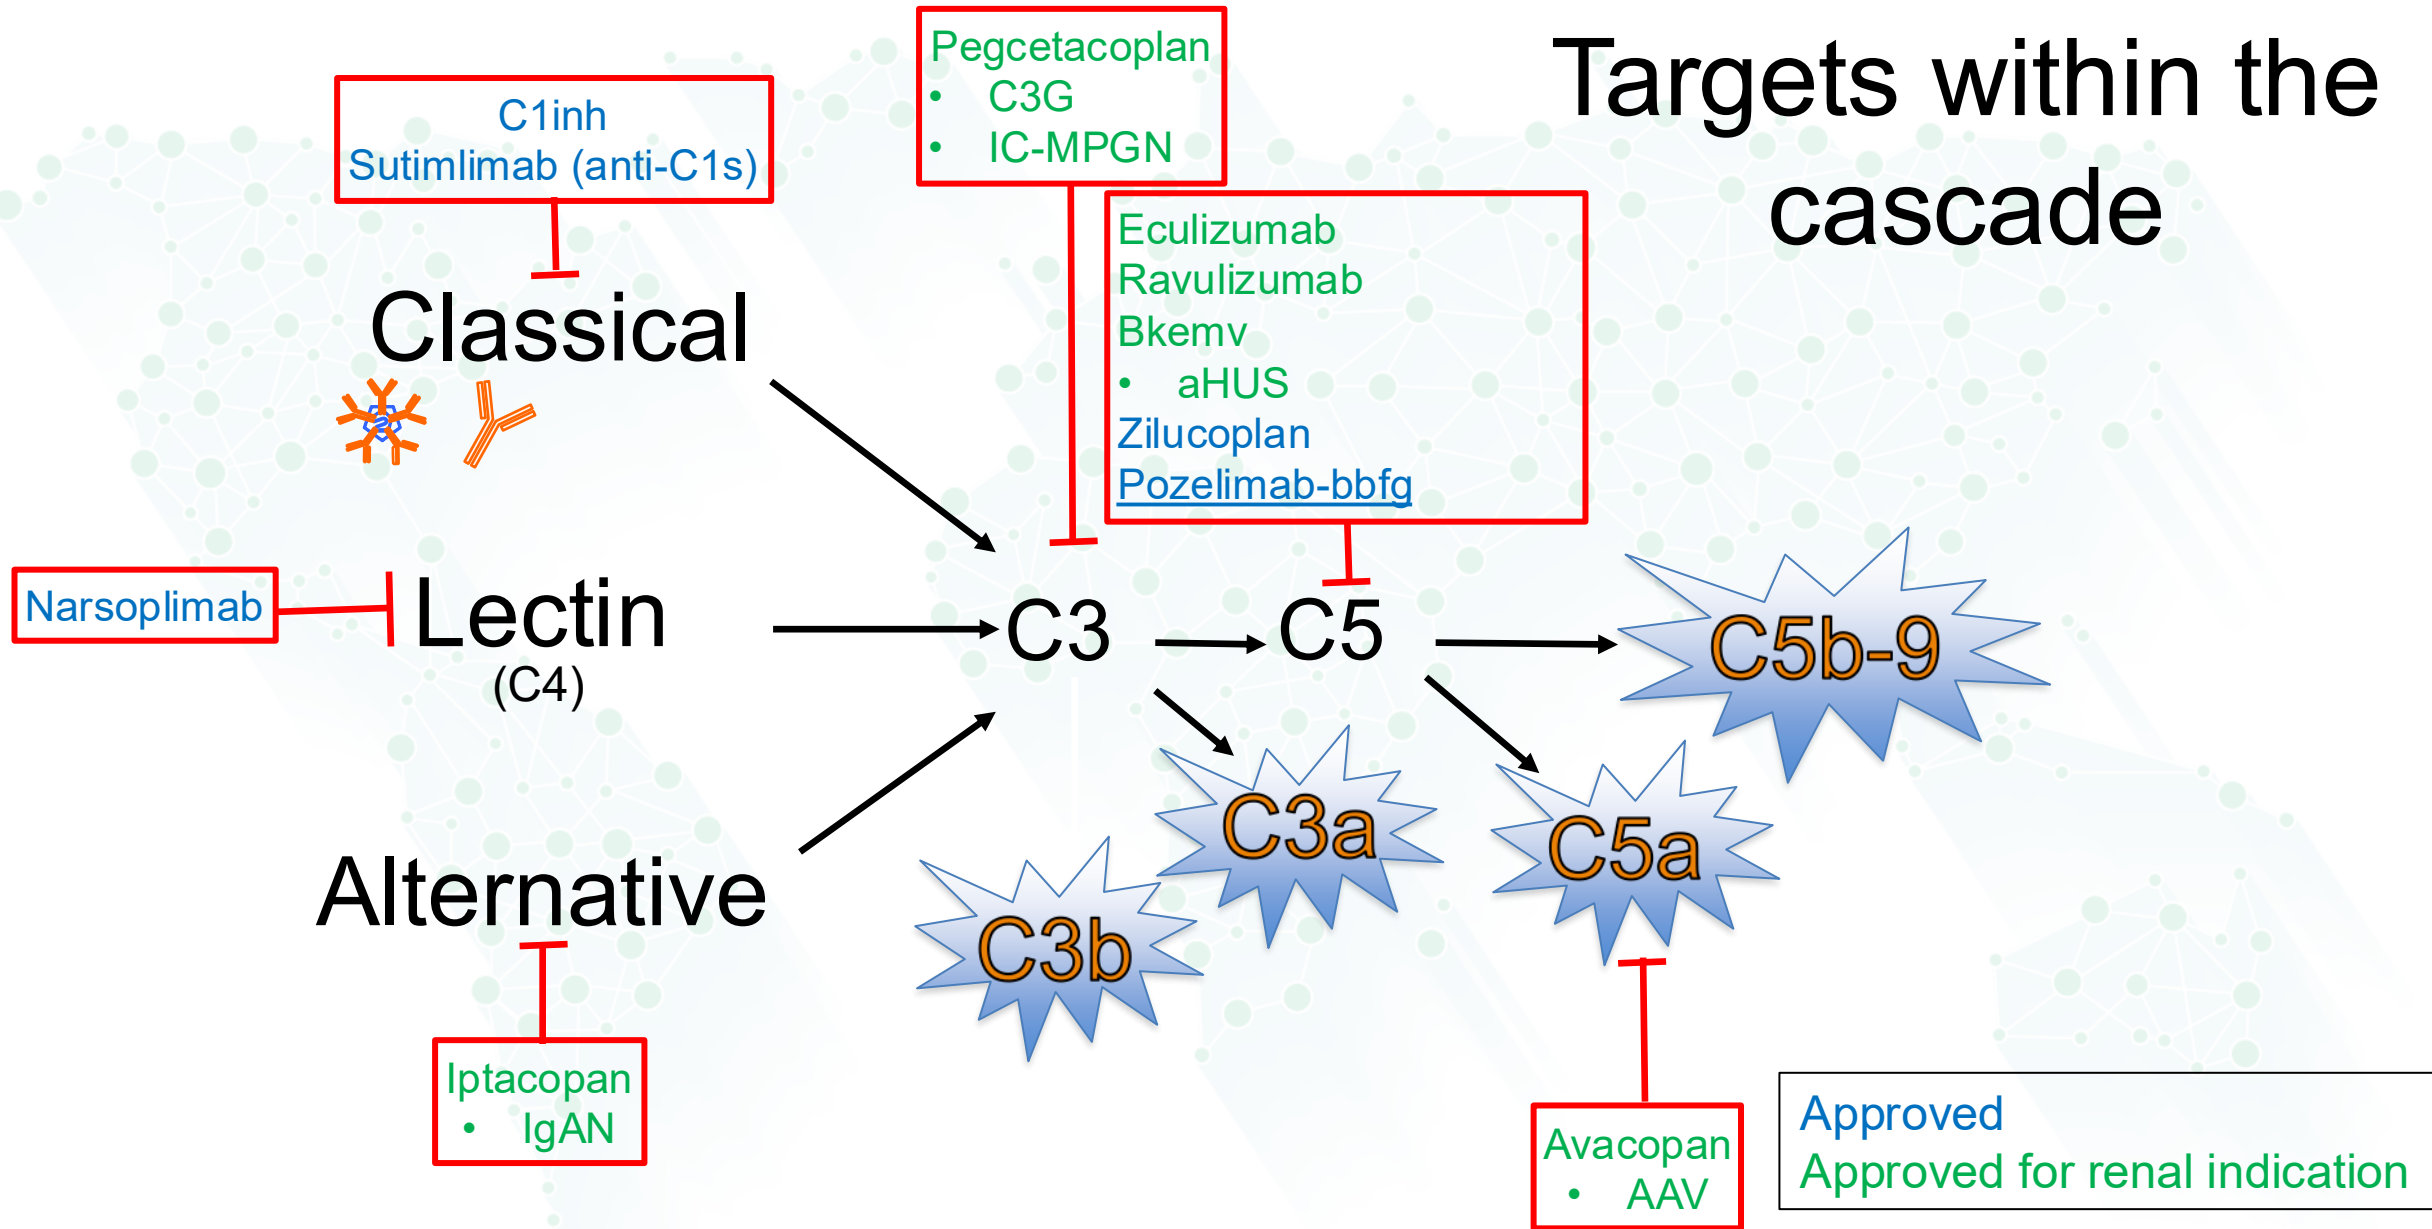 Targets within the
cascade
C1inh
Sutimlimab (anti-C1s)
Pegcetacoplan
• C3G
• IC-MPGN
Eculizumab
Ravulizumab
Bkemv
• aHUS
Zilucoplan
Pozelimab-bbfg
Classical
Narsoplimab
Lectin
(C4)
C3
C5
C5b-9
C3a
C5a
Alternative
C3b
Iptacopan
• IgAN
Avacopan
• AAV
Approved
Approved for renal indication